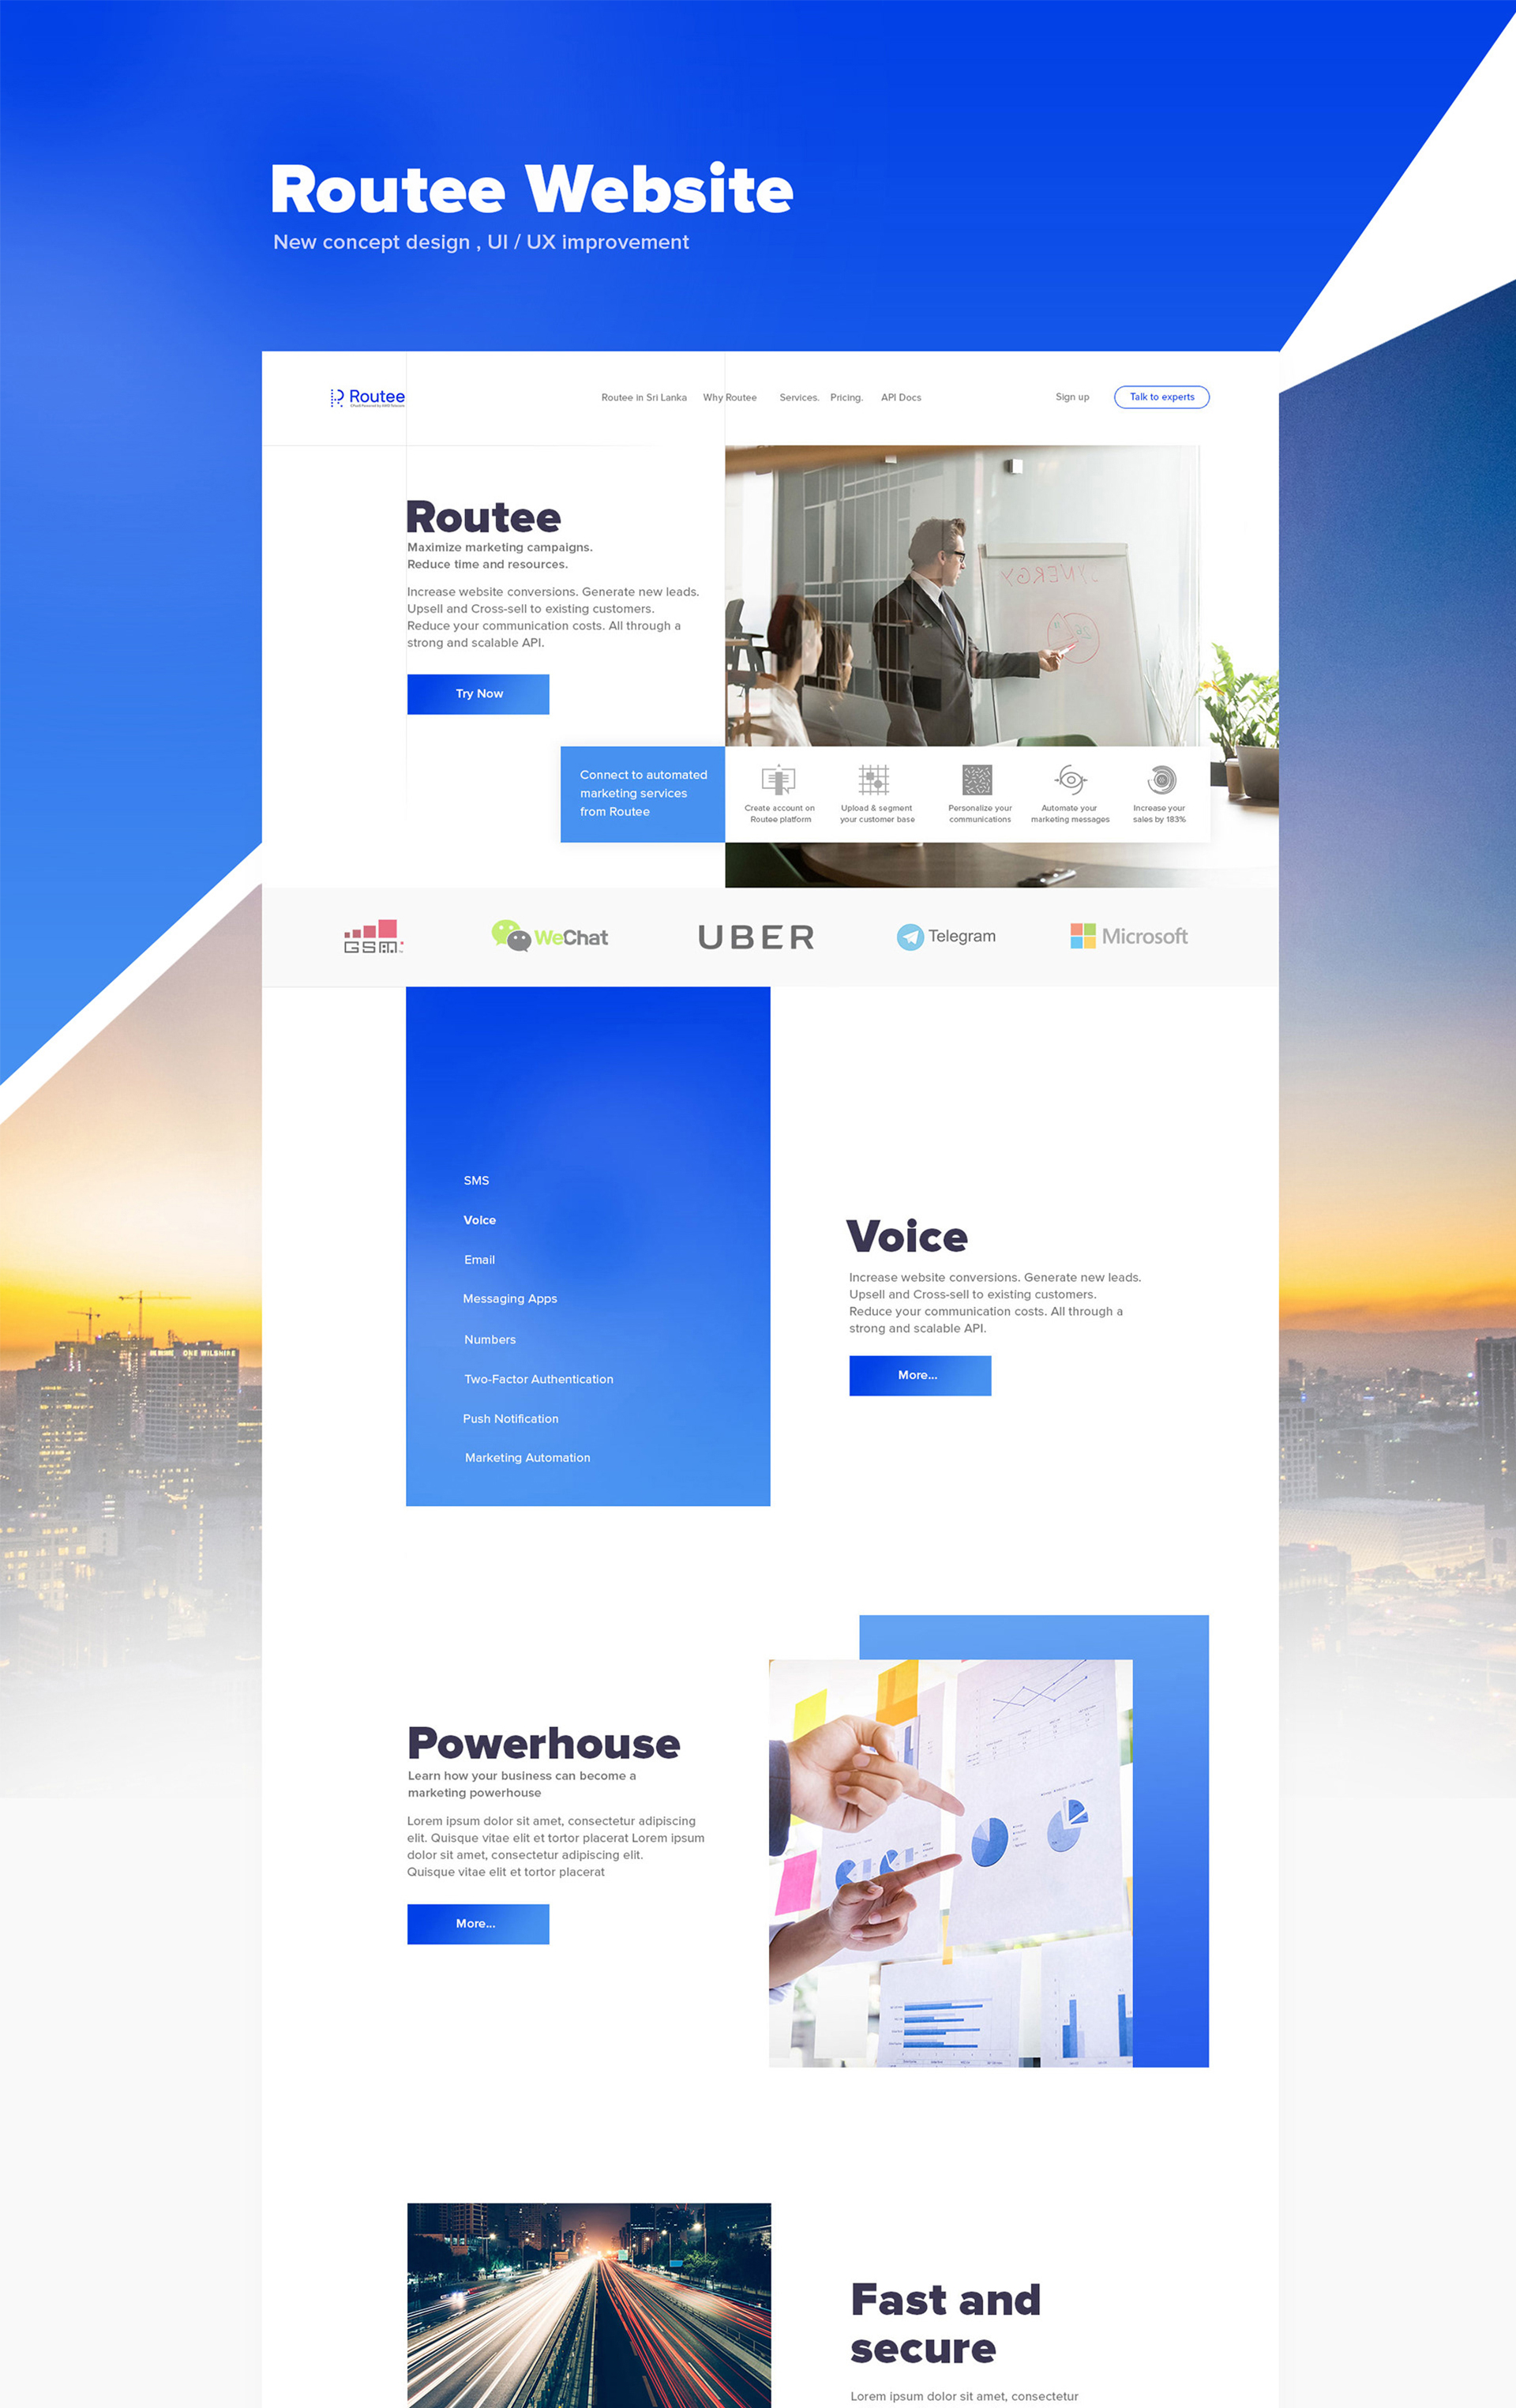 Routee Website
New concept design , UI / UX improvement
Routee
Routee in Sri Lanka
Why Routee
Services.
Pricing.
API Docs
Sign up
Talk to experts
Routee
Maximize marketing campaigns.
Reduce time and resources.
Increase website conversions. Generate new leads.
Upsell and Cross-sell to existing customers.
Reduce your communication costs. All through a
strong and scalable API.
Try Now
SYNERGY
Connect to automated
marketing services
from Routee
Create account on
Routee platform
Upload & segment
your customer base
Personalize your
communications
Automate your
marketing messages
Increase your
sales by 183%
GSM
WeChat
UBER
Telegram
Microsoft
SMS
Voice
Email
Messaging Apps
Numbers
Two-Factor Authentication
Push Notification
Marketing Automation
Voice
Increase website conversions. Generate new leads.
Upsell and Cross-sell to existing customers.
Reduce your communication costs. All through a
strong and scalable API.
More...
ONE WILSHIRE
Powerhouse
Learn how your business can become a
marketing powerhouse
Lorem ipsum dolor sit amet, consectetur adipiscing
elit. Quisque vitae elit et tortor placerat Lorem ipsum
dolor sit amet, consectetur adipiscing elit.
Quisque vitae elit et tortor placerat
More...
Fast and
secure
Lorem ipsum dolor sit amet, consectetur